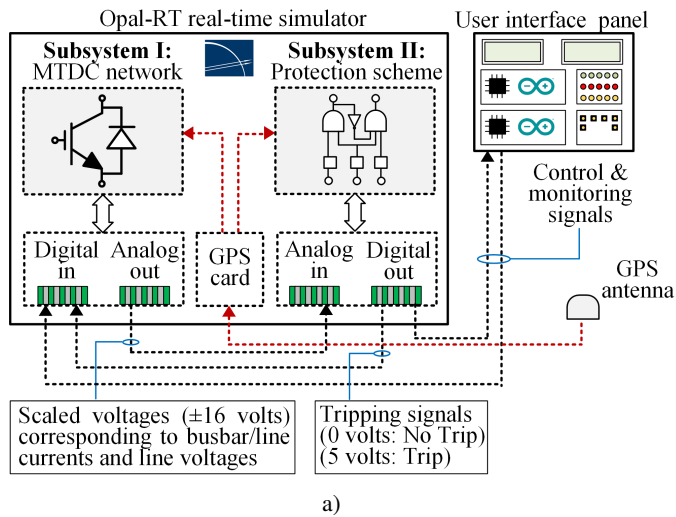 Opal-RT real-time simulator
User interface panel
Subsystem I:
MTDC network
Subsystem II:
Protection scheme
Digital
in
Analog
out
GPS
card
Analog
in
Digital
out
Control &
monitoring
signals
GPS
antenna
Scaled voltages (±16 volts)
corresponding to busbar/line
currents and line voltages
Tripping signals
(0 volts: No Trip)
(5 volts: Trip)
a)